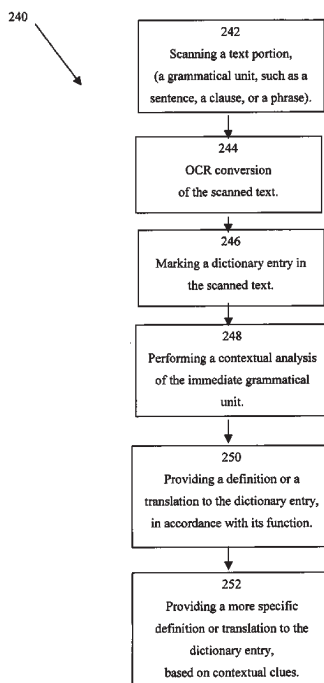 240
242
Scanning a text portion,
(a grammatical unit, such as a
sentence, a clause, or a phrase).
244
OCR conversion
of the scanned text.
246
Marking a dictionary entry in
the scanned text.
248
Performing a contextual analysis
of the immediate grammatical
unit.
250
Providing a definition or a
translation to the dictionary entry,
in accordance with its function.
252
Providing a more specific
definition or translation to the
dictionary entry,
based on contextual clues.